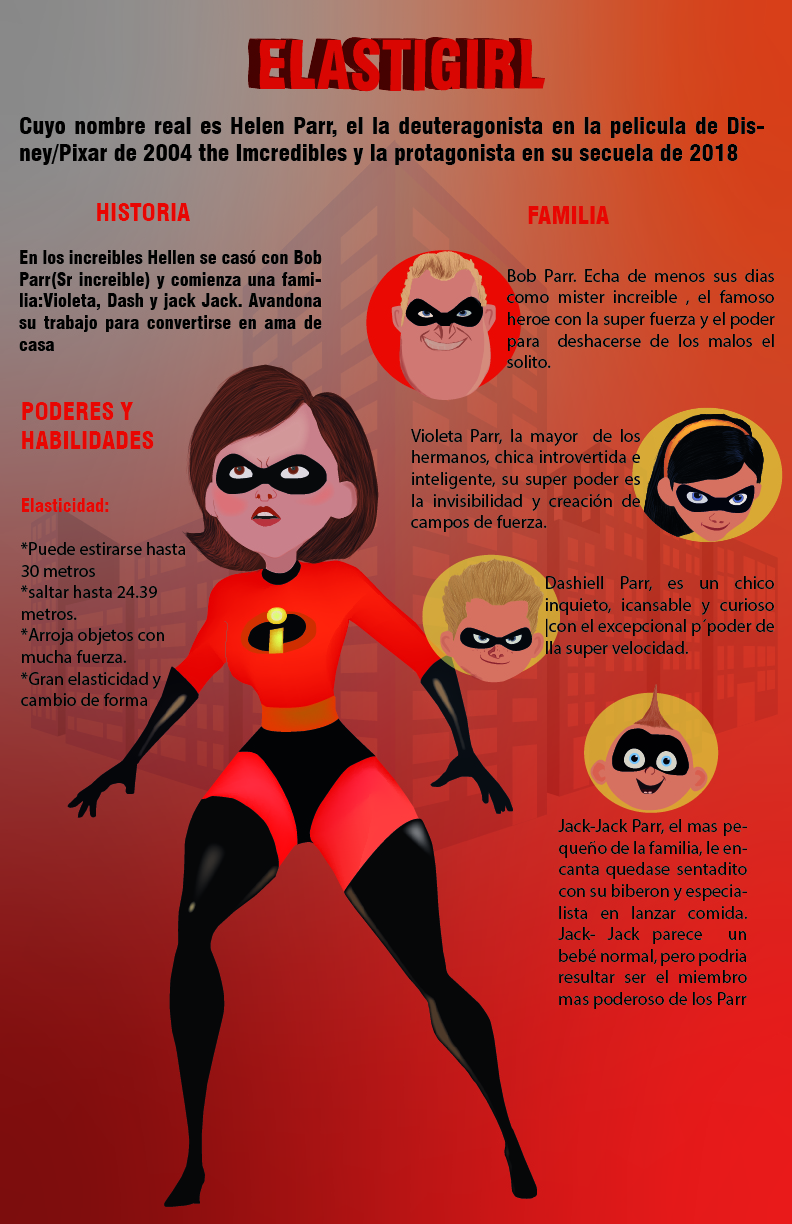 ELASTIGIRL
Cuyo nombre real es Helen Parr, el la deuteragonista en la pelicula de Dis-
ney/Pixar de 2004 the Imcredibles y la protagonista en su secuela de 2018
HISTORIA
En los increibles Hellen se casó con Bob
Parr(Sr increible) y comienza una fami-
lia:Violeta, Dash y jack Jack. Avandona
su trabajo para convertirse en ama de
casa
PODERES Y
HABILIDADES
Elasticidad:
*Puede estirarse hasta
30 metros
*saltar hasta 24.39
metros.
*Arroja objetos con
mucha fuerza.
*Gran elasticidad y
cambio de forma
FAMILIA
Bob Parr. Echa de menos sus dias
como mister increible , el famoso
heroe con la super fuerza y el poder
para deshacerse de los malos el
solito.
Violeta Parr, la mayor de los
hermanos, chica introvertida e
inteligente, su super poder es
la invisibilidad y creación de
campos de fuerza.
Dashiell Parr, es un chico
inquieto, icansable y curioso
|con el excepcional p´poder de
lla super velocidad.
Jack-Jack Parr, el mas pe-
queño de la familia, le en-
canta quedase sentadito
con su biberon y especia-
lista en lanzar comida.
Jack- Jack parece un
bebé normal, pero podria
resultar ser el miembro
mas poderoso de los Parr